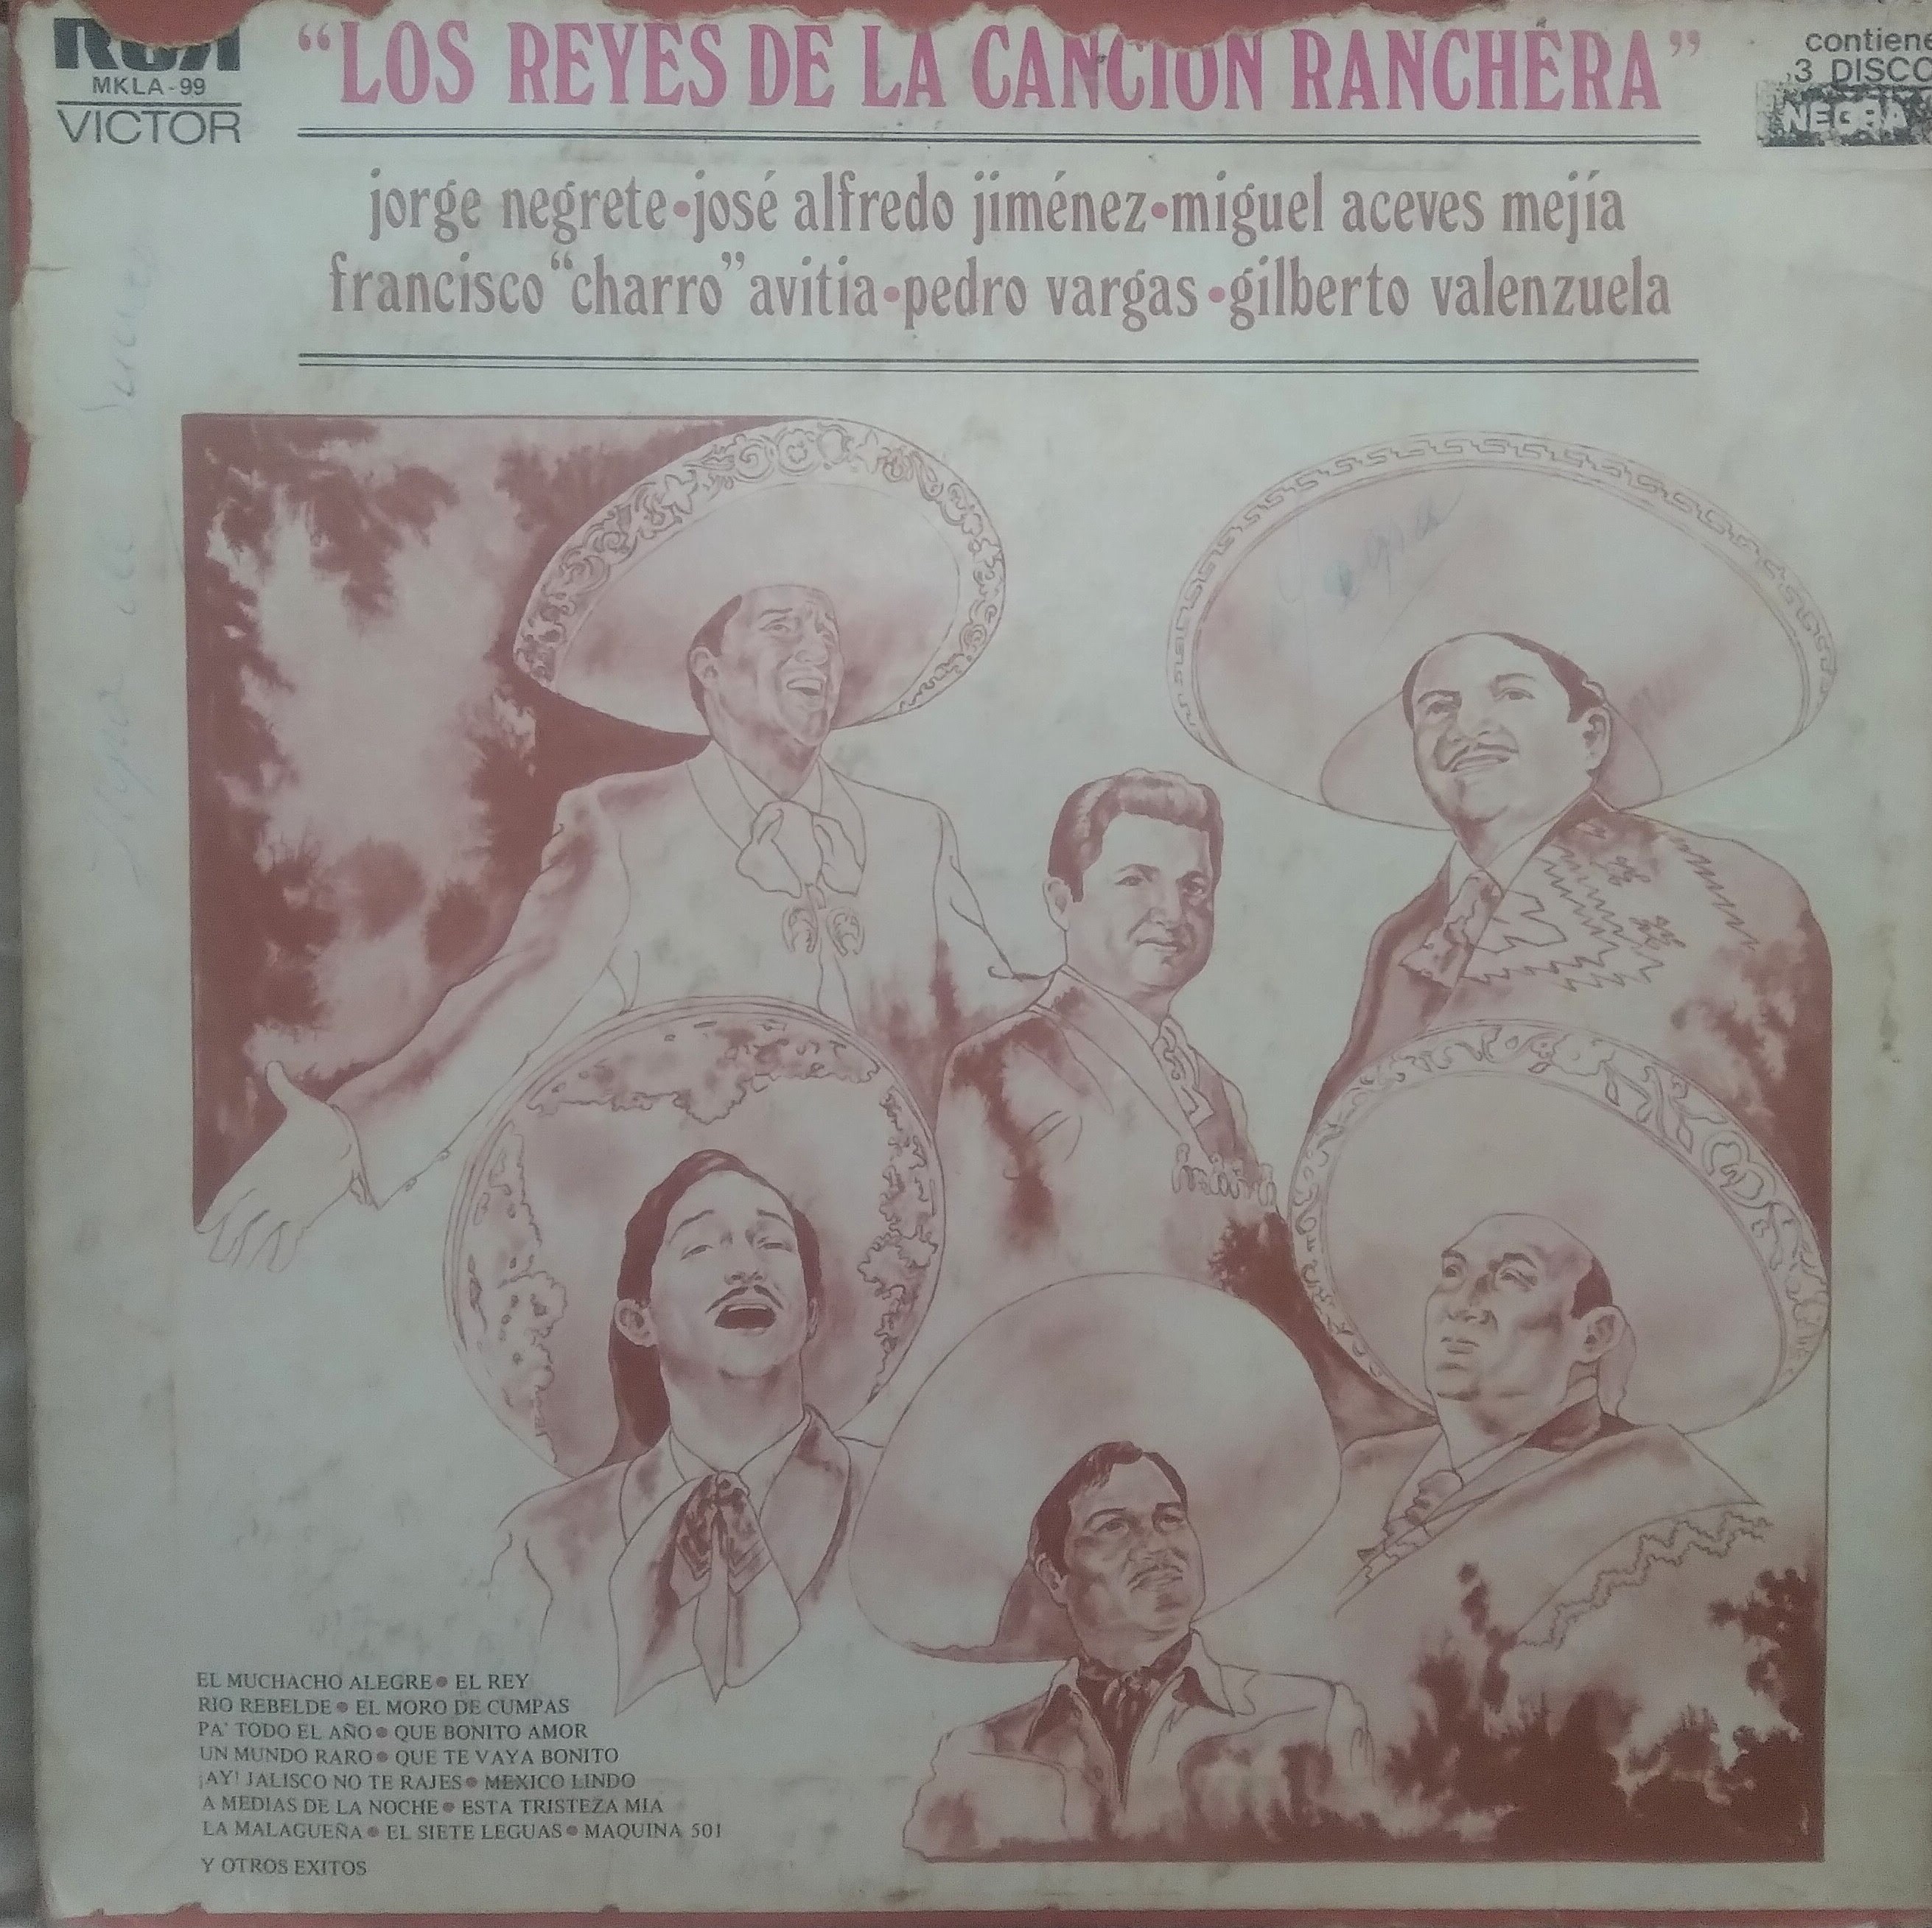 RCA
MKLA-99
VICTOR
“LOS REYES DE LA CANCION RANCHERA”
contiene
3 DISCO
NEGRA
jorge negrete•josé alfredo jiménez•miguel aceves mejía
francisco “charro” avitia•pedro vargas•gilberto valenzuela
EL MUCHACHO ALEGRE • EL REY
RIO REBELDE • EL MORO DE CUMPAS
PA' TODO EL AÑO • QUE BONITO AMOR
UN MUNDO RARO • QUE TE VAYA BONITO
¡AY! JALISCO NO TE RAJES • MEXICO LINDO
A MEDIAS DE LA NOCHE • ESTA TRISTEZA MIA
LA MALAGUEÑA • EL SIETE LEGUAS • MAQUINA 501
Y OTROS EXITOS